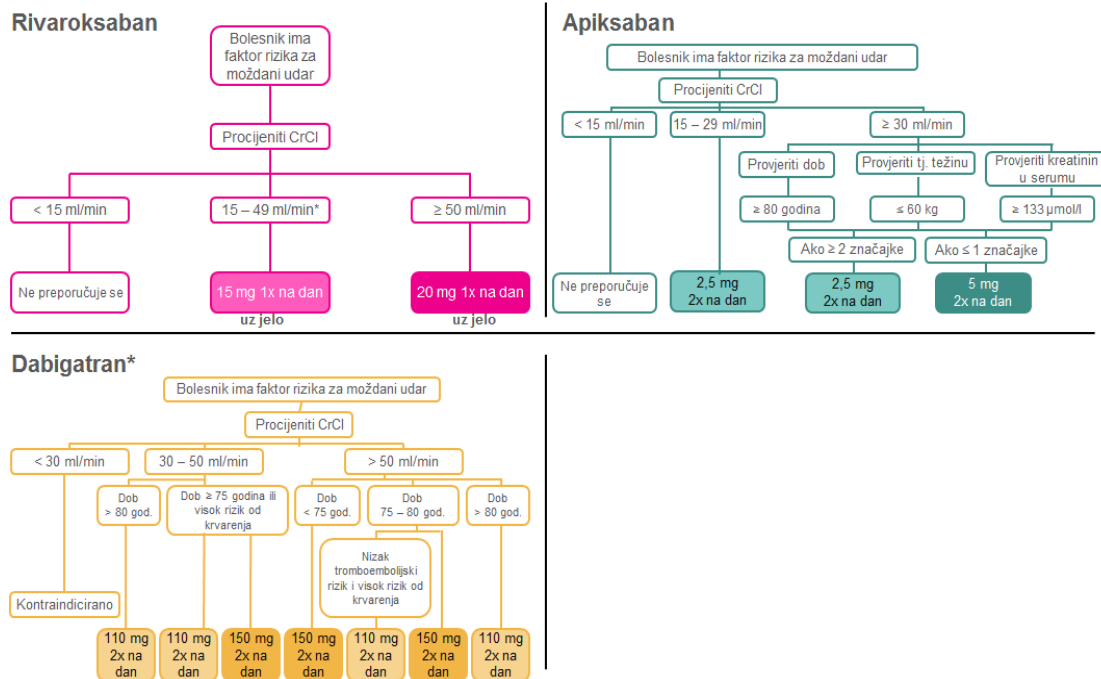 Rivaroksaban
Bolesnik ima
faktor rizika za
moždani udar
Procijeniti CrCl
< 15 ml/min
15 – 49 ml/min*
≥ 50 ml/min
Ne preporučuje se
15 mg 1x na dan
20 mg 1x na dan
uz jelo
uz jelo
Apiksaban
Bolesnik ima faktor rizika za moždani udar
Procijeniti CrCl
< 15 ml/min
15 – 29 ml/min
≥ 30 ml/min
Provjeriti dob
Provjeriti tj. težinu
Provjeriti kreatinin
u serumu
≥ 80 godina
≤ 60 kg
≥ 133 µmol/l
Ako ≥ 2 značajke
Ako ≤ 1 značajke
Ne preporučuje
se
2,5 mg
2x na dan
2,5 mg
2x na dan
5 mg
2x na dan
Dabigatran*
Bolesnik ima faktor rizika za moždani udar
Procijeniti CrCl
< 30 ml/min
30 – 50 ml/min
> 50 ml/min
Dob
> 80 god.
Dob ≥ 75 godina ili
visok rizik od
krvarenja
Dob
< 75 god.
Dob
75 – 80 god.
Dob
> 80 god.
Nizak
tromboembolijski
rizik i visok rizik od
krvarenja
Kontraindicirano
110 mg
2x na
dan
110 mg
2x na
dan
150 mg
2x na
dan
150 mg
2x na
dan
110 mg
2x na
dan
150 mg
2x na
dan
110 mg
2x na
dan